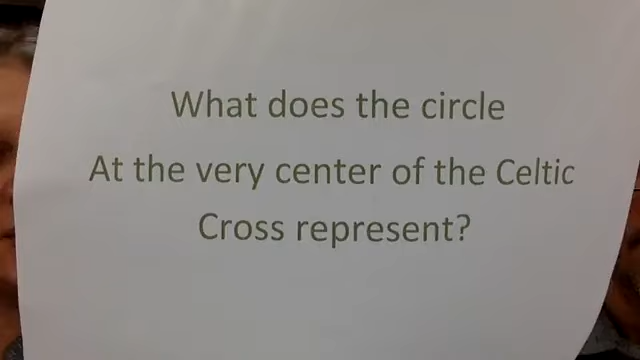 What does the circle
At the very center of the Celtic
Cross represent?